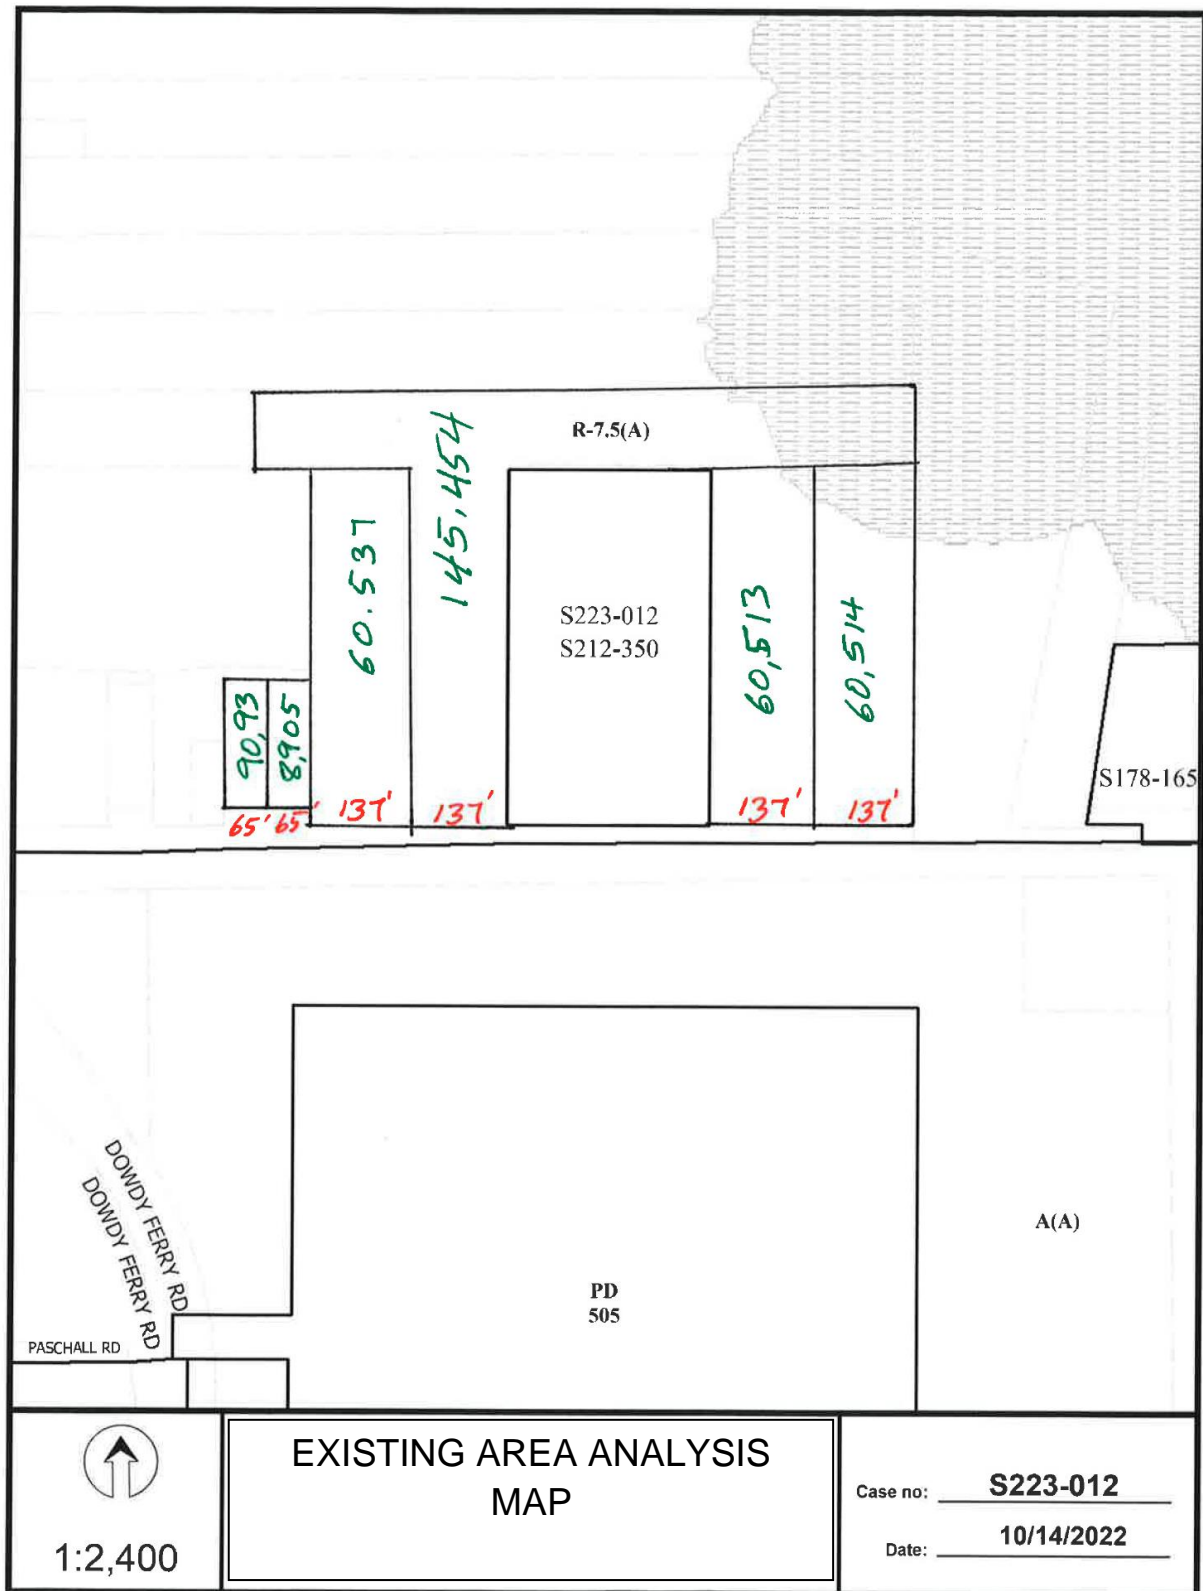 R-7.5(A)
145,454
60.537
S223-012
S212-350
60,513
60,514
90,93
8,905
65' 65' 137' 137' 137' 137'
S178-165
DOWDY FERRY RD
DOWDY FERRY RD
PASCHALL RD
A(A)
PD
505
1:2,400
EXISTING AREA ANALYSIS
MAP
Case no: S223-012
Date: 10/14/2022